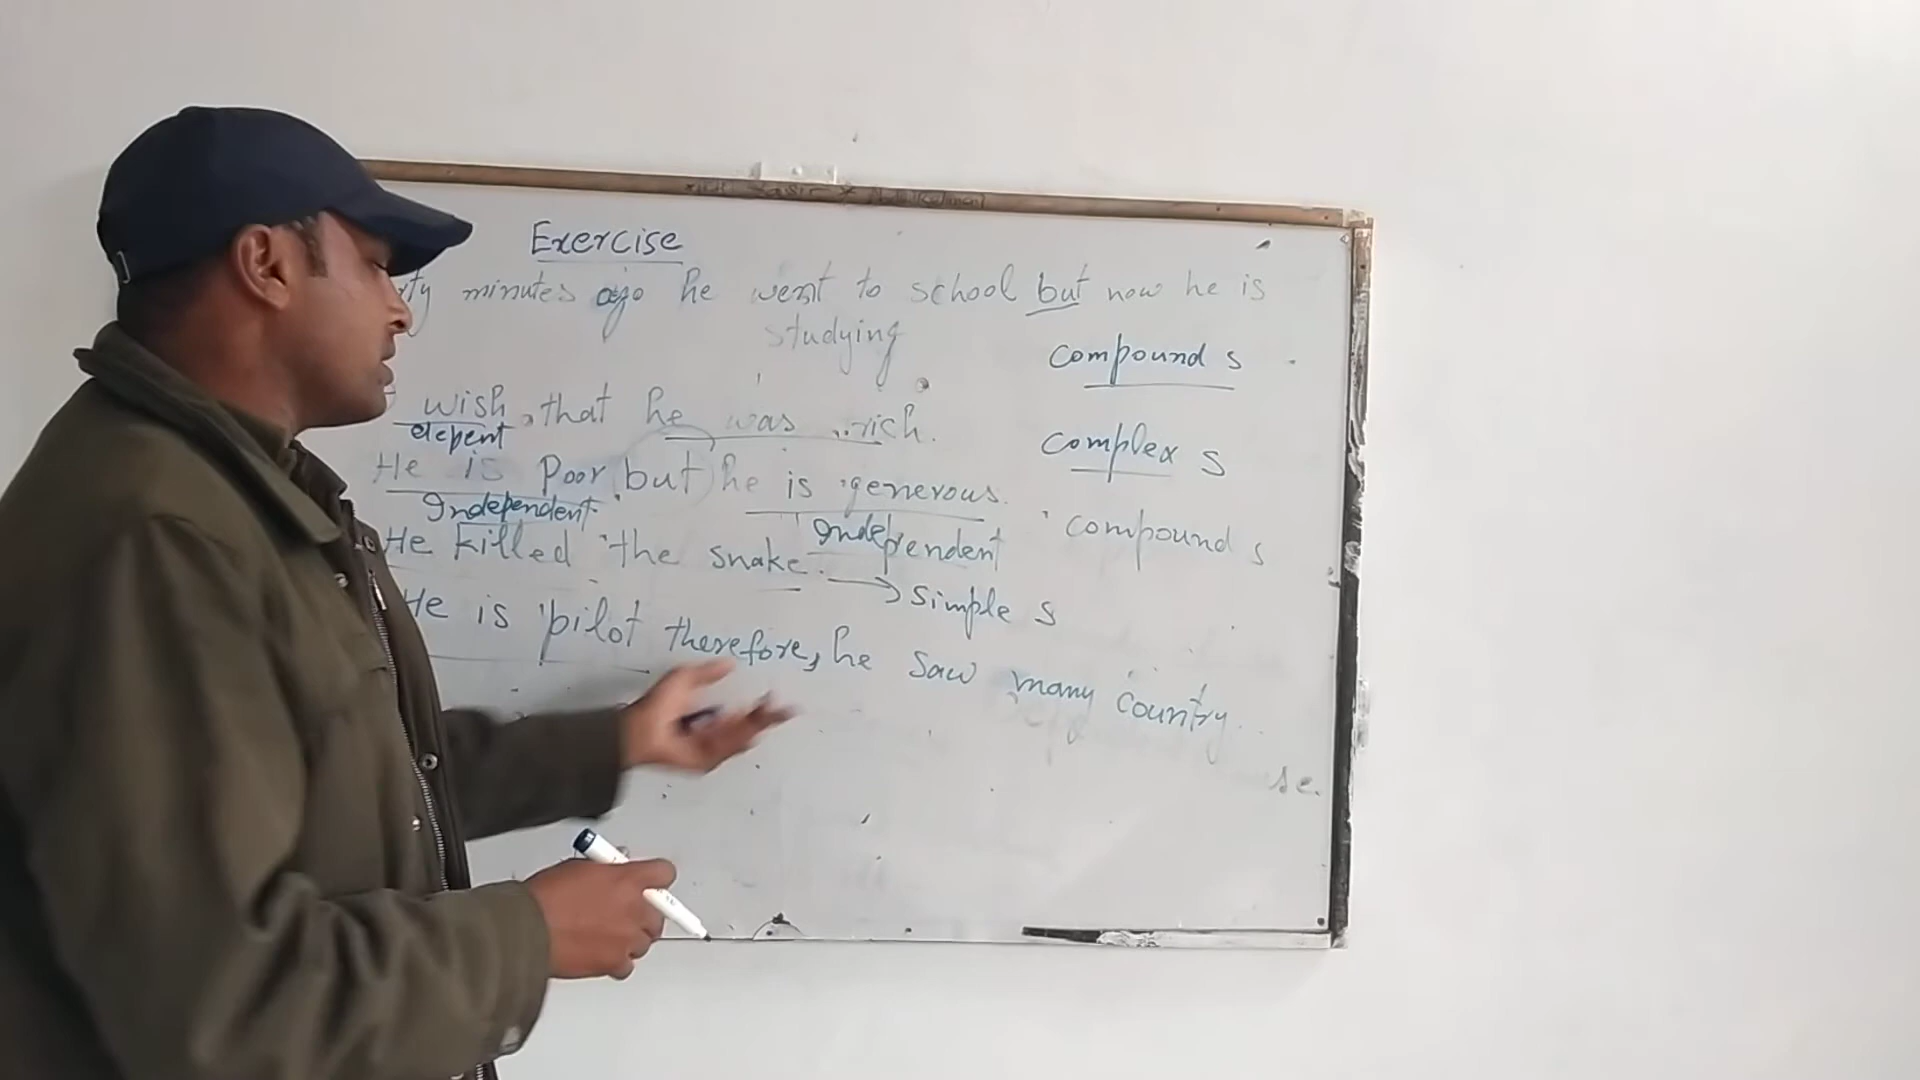 Exercise
minutes ago he went to school but now he is
studying
compound s
wish, that he was rich.
depent
complex s
He is poor but he is generous.
Independent
Independent
compound s
He killed the snake.
→ simple s
He is pilot therefore, he saw many country.
se.